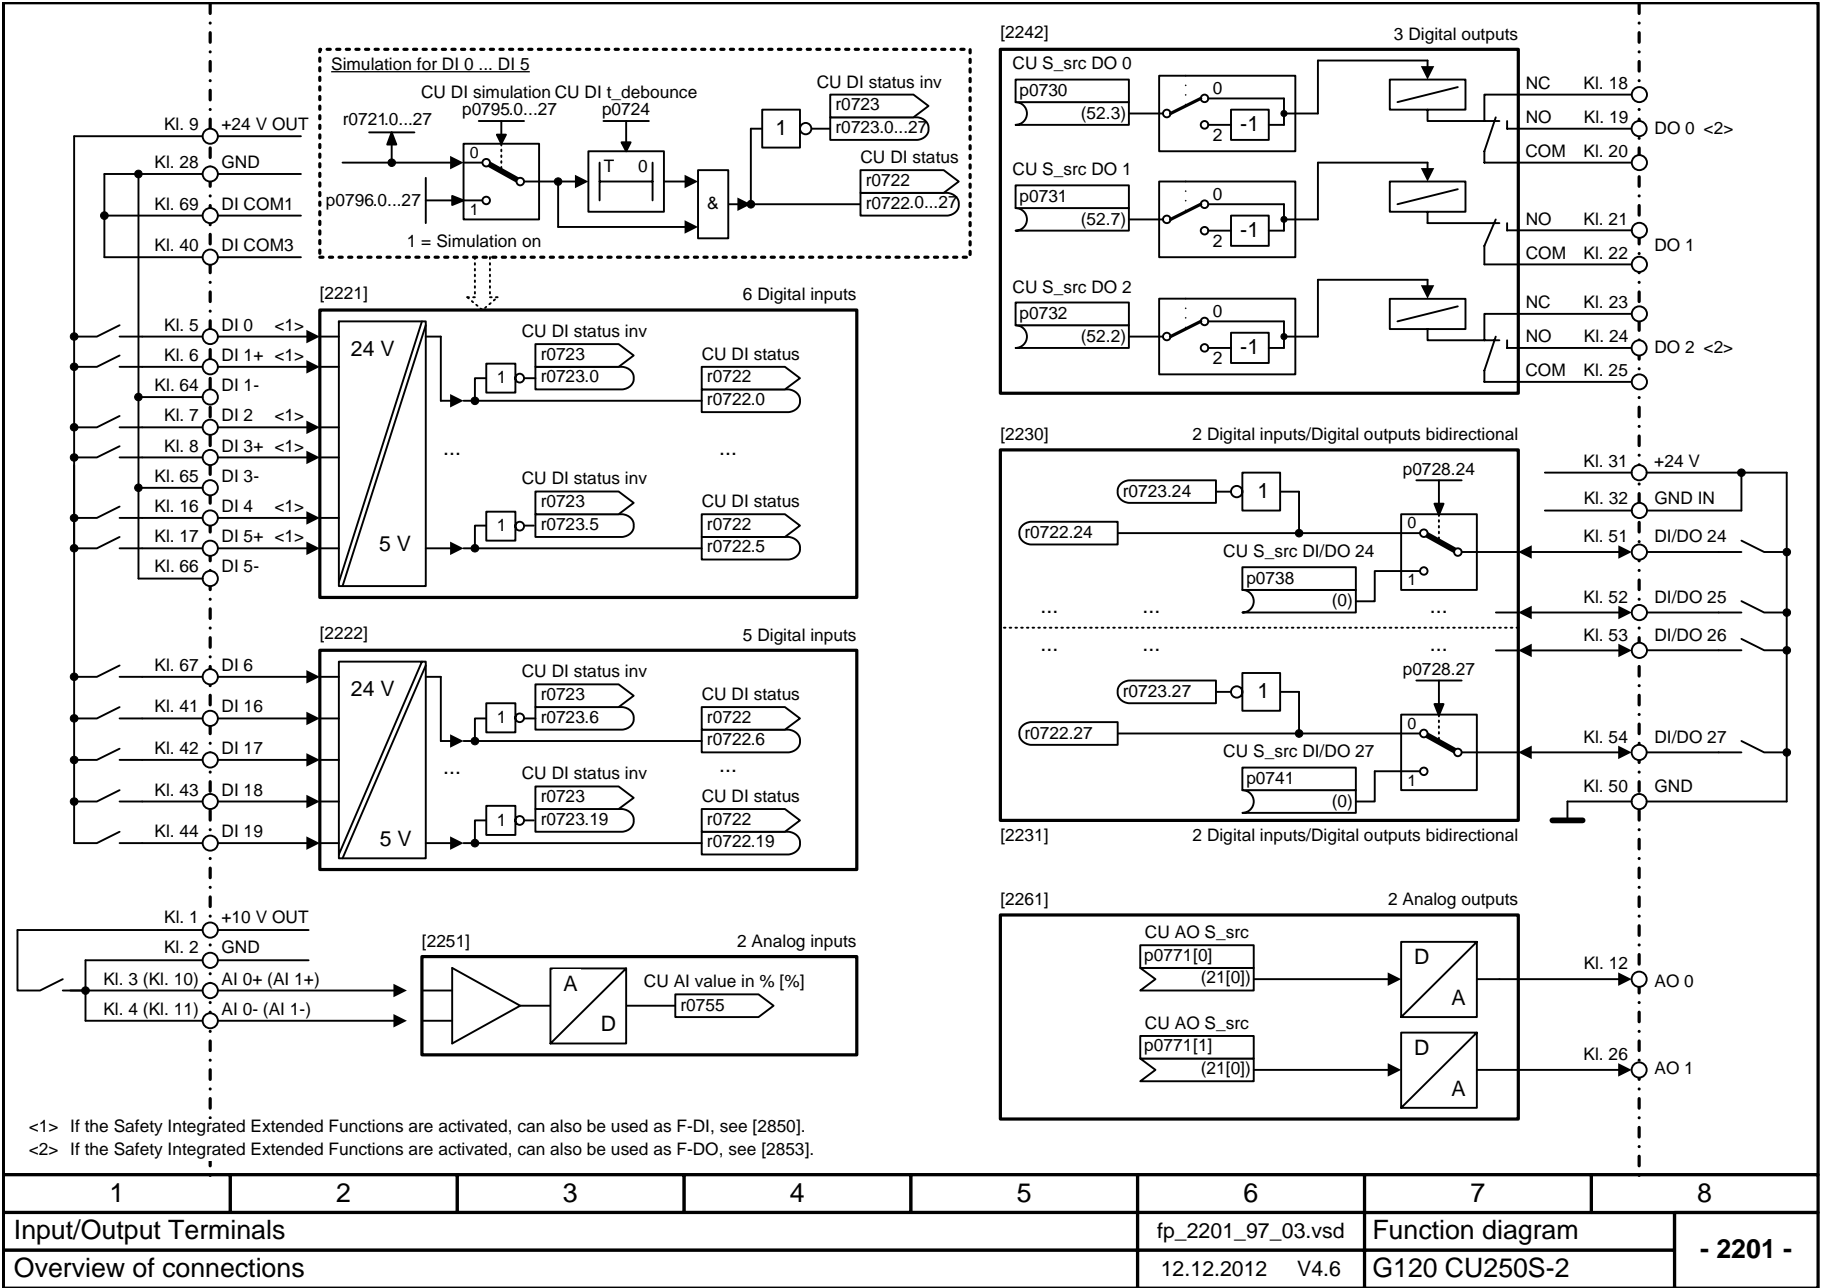 Simulation for DI 0 ... DI 5
CU DI simulation CU DI t_debounce
p0795.0...27
p0724
r0721.0...27
p0796.0...27
0
1
1 = Simulation on
T 0
&
1
CU DI status inv
r0723
r0723.0...27
CU DI status
r0722
r0722.0...27
Kl. 9 +24 V OUT
Kl. 28 GND
Kl. 69 DI COM1
Kl. 40 DI COM3
[2221] 6 Digital inputs
Kl. 5 DI 0 <1>
Kl. 6 DI 1+ <1>
Kl. 64 DI 1-
Kl. 7 DI 2 <1>
Kl. 8 DI 3+ <1>
Kl. 65 DI 3-
Kl. 16 DI 4 <1>
Kl. 17 DI 5+ <1>
Kl. 66 DI 5-
24 V
5 V
CU DI status inv
r0723
1
r0723.0
CU DI status
r0722
r0722.0
... ...
CU DI status inv
r0723
1
r0723.5
CU DI status
r0722
r0722.5
[2222] 5 Digital inputs
Kl. 67 DI 6
Kl. 41 DI 16
Kl. 42 DI 17
Kl. 43 DI 18
Kl. 44 DI 19
24 V
5 V
CU DI status inv
r0723
1
r0723.6
CU DI status
r0722
r0722.6
... ...
CU DI status inv
r0723
1
r0723.19
CU DI status
r0722
r0722.19
Kl. 1 +10 V OUT
Kl. 2 GND
Kl. 3 (Kl. 10) AI 0+ (AI 1+)
Kl. 4 (Kl. 11) AI 0- (AI 1-)
[2251] 2 Analog inputs
A
D
CU AI value in % [%]
r0755
<1> If the Safety Integrated Extended Functions are activated, can also be used as F-DI, see [2850].
<2> If the Safety Integrated Extended Functions are activated, can also be used as F-DO, see [2853].
[2242] 3 Digital outputs
CU S_src DO 0
p0730
(52.3)
:
0
2
-1
NC Kl. 18
NO Kl. 19
COM Kl. 20
DO 0 <2>
CU S_src DO 1
p0731
(52.7)
:
0
2
-1
NO Kl. 21
COM Kl. 22
DO 1
CU S_src DO 2
p0732
(52.2)
:
0
2
-1
NC Kl. 23
NO Kl. 24
COM Kl. 25
DO 2 <2>
[2230] 2 Digital inputs/Digital outputs bidirectional
r0723.24
1
r0722.24
p0728.24
0
1
CU S_src DI/DO 24
p0738
(0)
... ... ...
... ... ...
r0723.27
1
r0722.27
p0728.27
0
1
CU S_src DI/DO 27
p0741
(0)
[2231] 2 Digital inputs/Digital outputs bidirectional
Kl. 31 +24 V
Kl. 32 GND IN
Kl. 51 DI/DO 24
Kl. 52 DI/DO 25
Kl. 53 DI/DO 26
Kl. 54 DI/DO 27
Kl. 50 GND
[2261] 2 Analog outputs
CU AO S_src
p0771[0]
(21[0])
D
A
Kl. 12
AO 0
CU AO S_src
p0771[1]
(21[0])
D
A
Kl. 26
AO 1
1 2 3 4 5 6 7 8
Input/Output Terminals fp_2201_97_03.vsd Function diagram
- 2201 -
Overview of connections 12.12.2012 V4.6 G120 CU250S-2